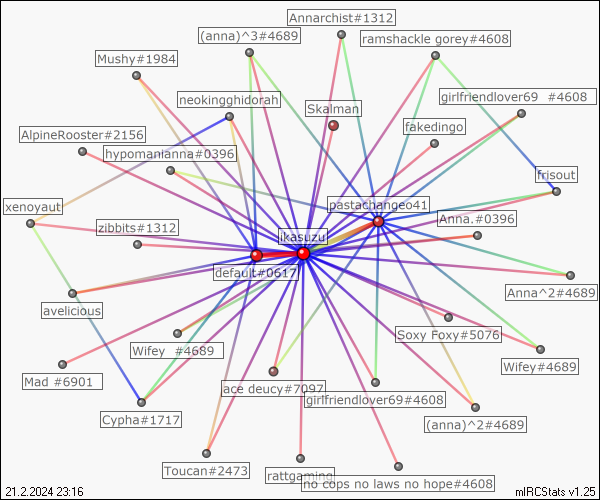 Annarchist#1312
(anna)^3#4689
ramshackle gorey#4608
Mushy#1984
neokingghidorah
girlfriendlover69 #4608
Skalman
AlpineRooster#2156
fakedingo
hypomanianna#0396
frisout
xenoyaut
pastachangeo41
Anna.#0396
zibbits#1312
ikasuzu
default#0617
Anna^2#4689
avelicious
Soxy Foxy#5076
Wifey #4689
Wifey#4689
Mad #6901
ace deucy#7097
girlfriendlover69#4608
Cypha#1717
(anna)^2#4689
Toucan#2473
rattgaming
no cops no laws no hope#4608
21.2.2024 23:16
mIRCStats v1.25